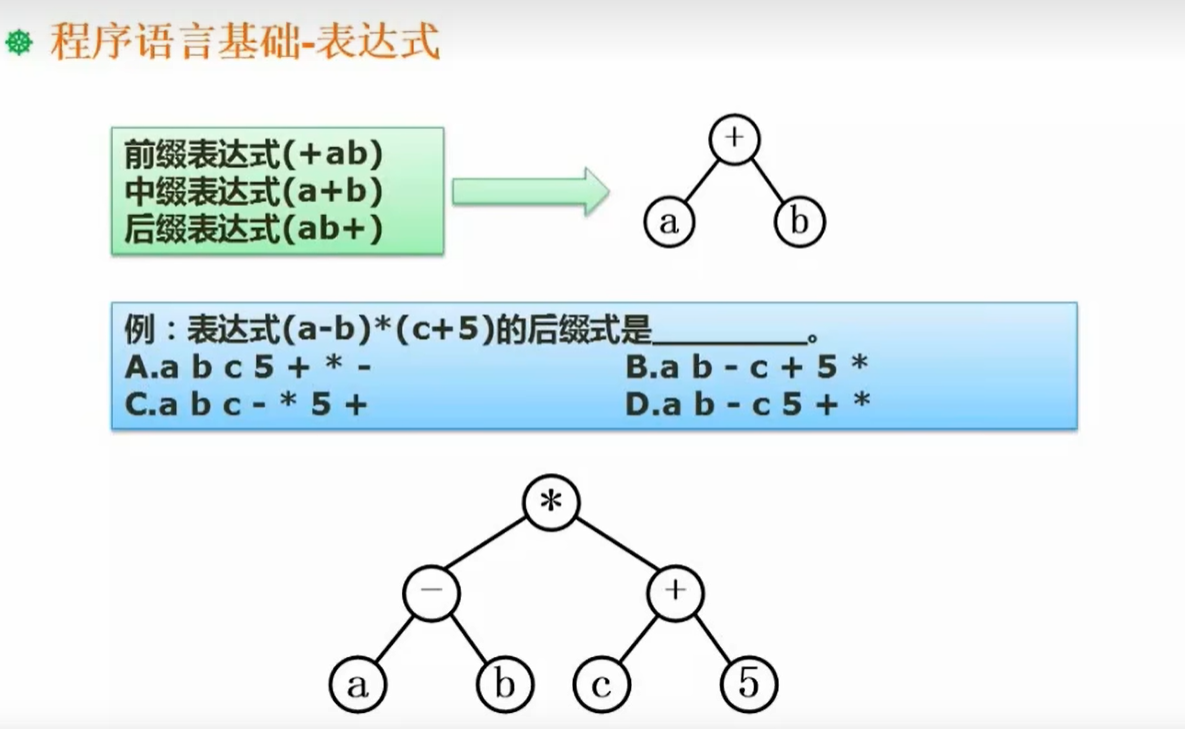 程序语言基础-表达式
前缀表达式(+ab)
中缀表达式(a+b)
后缀表达式(ab+)
+
a b
例：表达式(a-b)*(c+5)的后缀式是__________。
A.a b c 5 + * - B.a b - c + 5 *
C.a b c - * 5 + D.a b - c 5 + *
*
− +
a b c 5